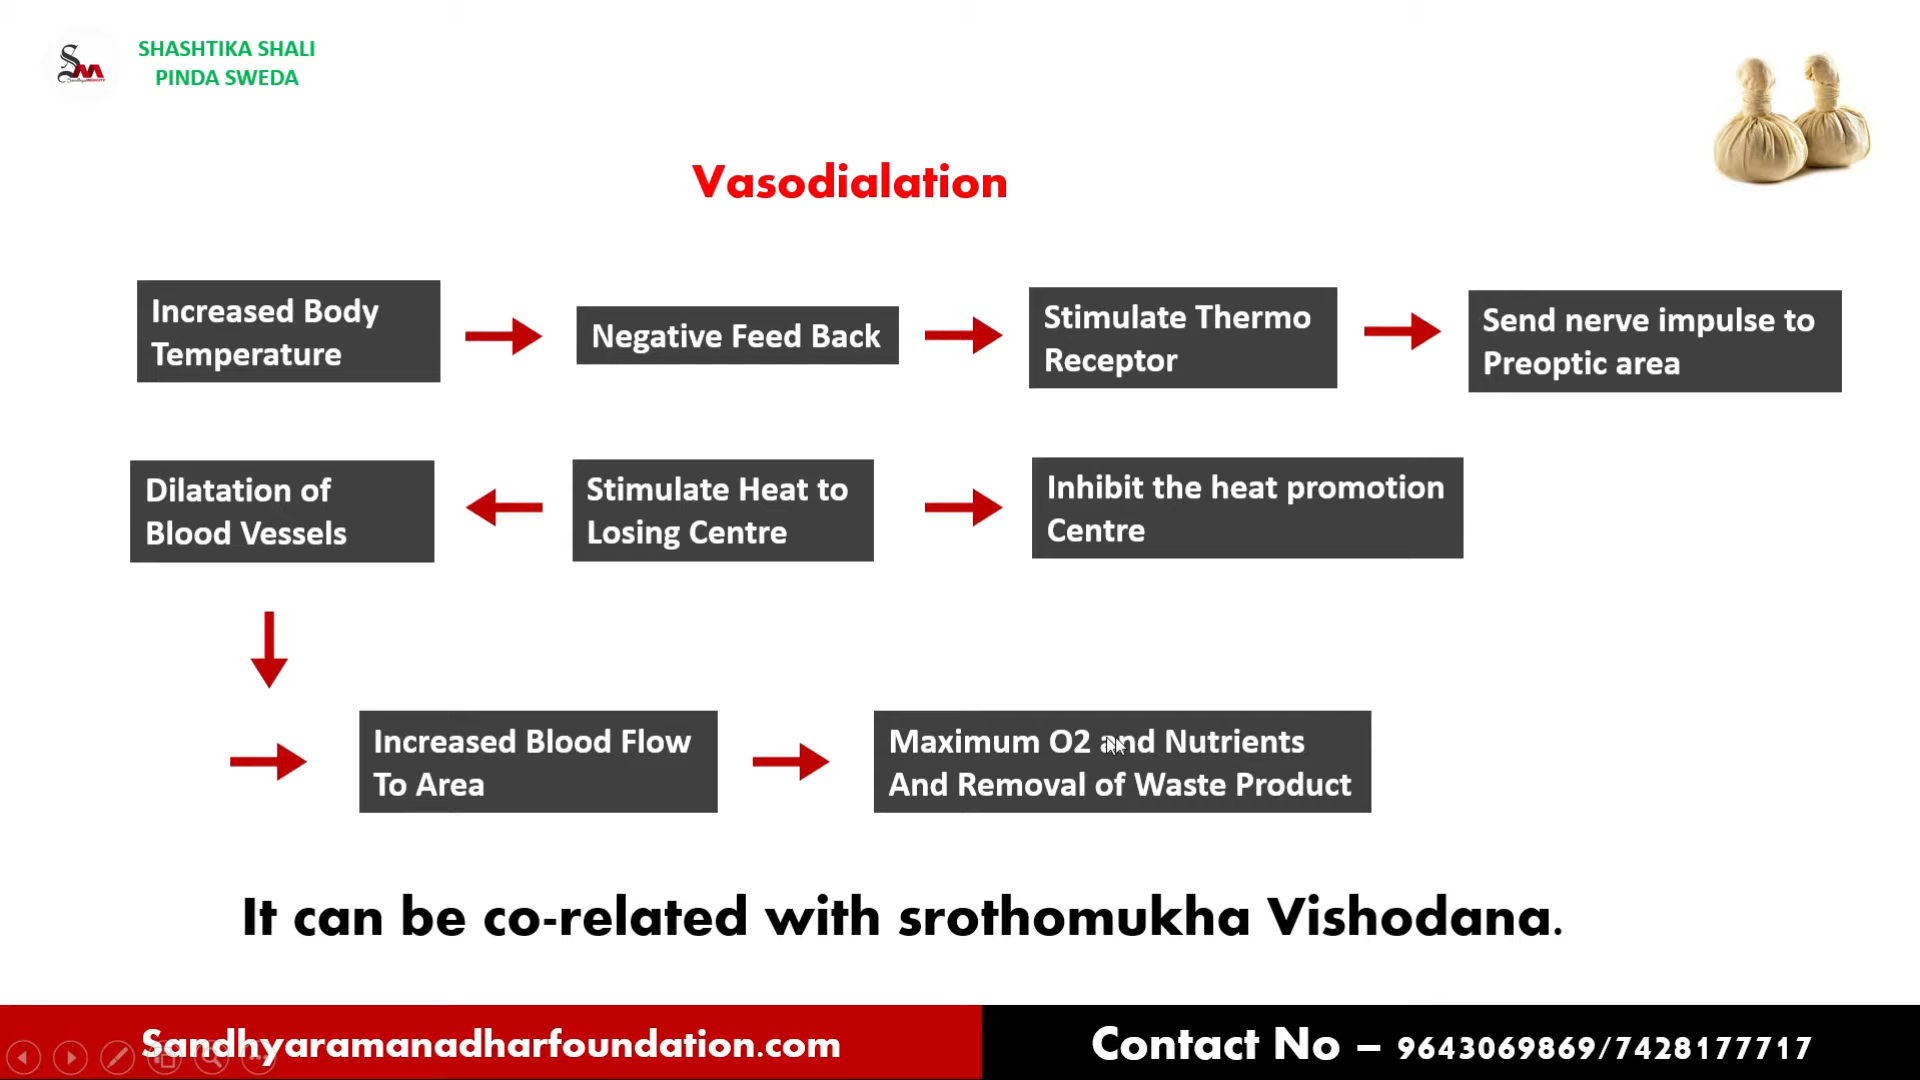 SHASHTIKA SHALI
PINDA SWEDA
Vasodialation
Increased Body
Temperature
Negative Feed Back
Stimulate Thermo
Receptor
Send nerve impulse to
Preoptic area
Dilatation of
Blood Vessels
Stimulate Heat to
Losing Centre
Inhibit the heat promotion
Centre
Increased Blood Flow
To Area
Maximum O2 and Nutrients
And Removal of Waste Product
It can be co-related with srothomukha Vishodana.
Sandhyaramanadharfoundation.com
Contact No – 9643069869/7428177717